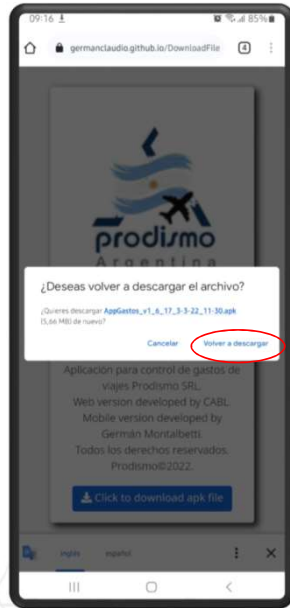 09:16
85%
germanclaudio.github.io/DownloadFile
4
prodismo
Argentina
¿Deseas volver a descargar el archivo?
¿Quieres descargar AppGastos_v1_6_17_3-3-22_11-30.apk
(5,66 MB) de nuevo?
Cancelar
Volver a descargar
Aplicación para control de gastos de
viajes Prodismo SRL.
Web version developed by CABL.
Mobile version developed by
Germán Montalbetti.
Todos los derechos reservados.
Prodismo©2022.
Click to download apk file
inglés
español